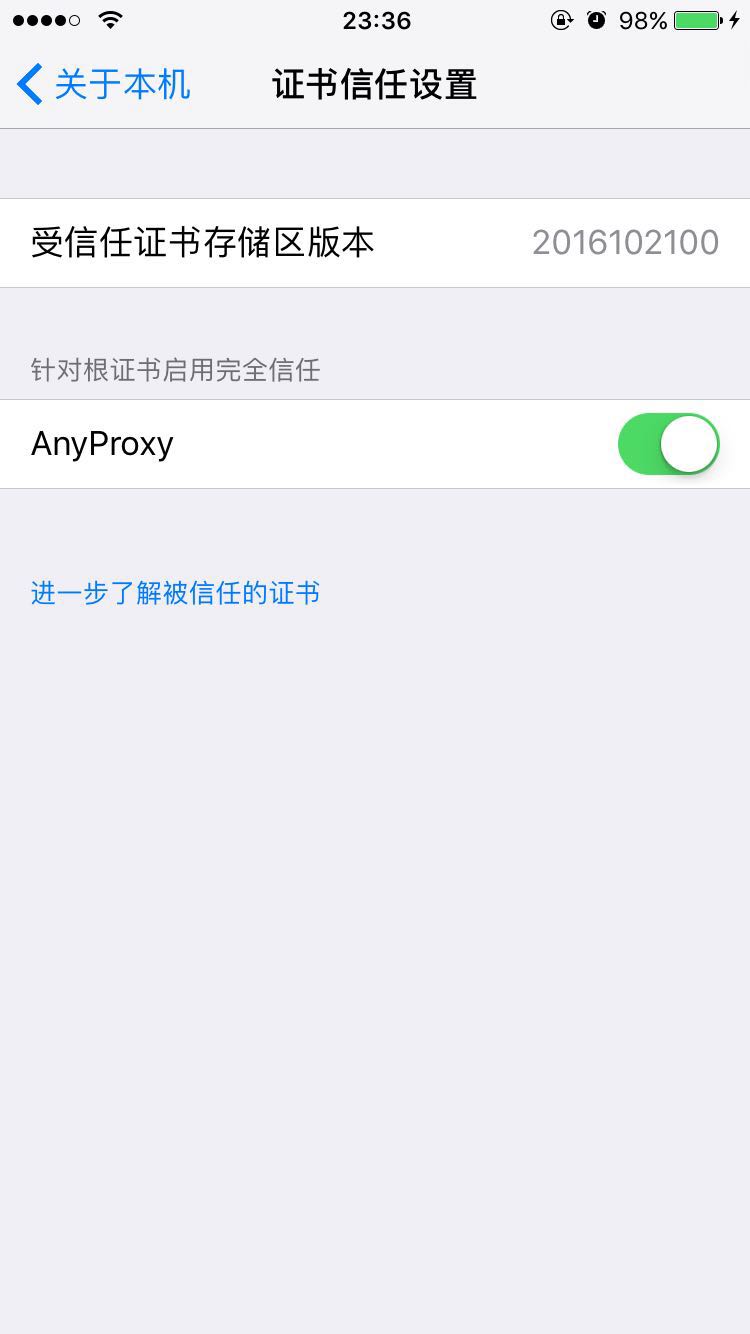 23:36
98%
关于本机
证书信任设置
受信任证书存储区版本
2016102100
针对根证书启用完全信任
AnyProxy
进一步了解被信任的证书